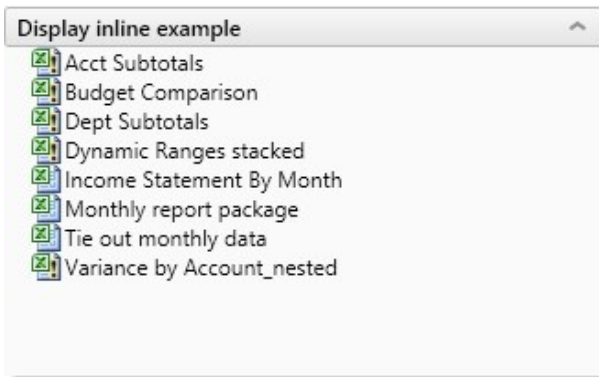 Display inline example
Acct Subtotals
Budget Comparison
Dept Subtotals
Dynamic Ranges stacked
Income Statement By Month
Monthly report package
Tie out monthly data
Variance by Account_nested